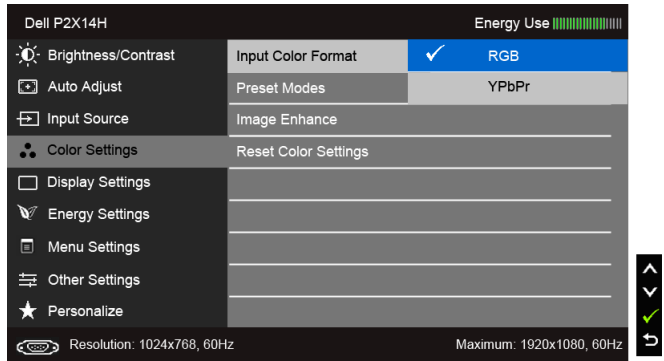 Dell P2X14H
Energy Use
Brightness/Contrast
Input Color Format
RGB
Auto Adjust
Preset Modes
YPbPr
Input Source
Image Enhance
Color Settings
Reset Color Settings
Display Settings
Energy Settings
Menu Settings
Other Settings
Personalize
Resolution: 1024x768, 60Hz
Maximum: 1920x1080, 60Hz